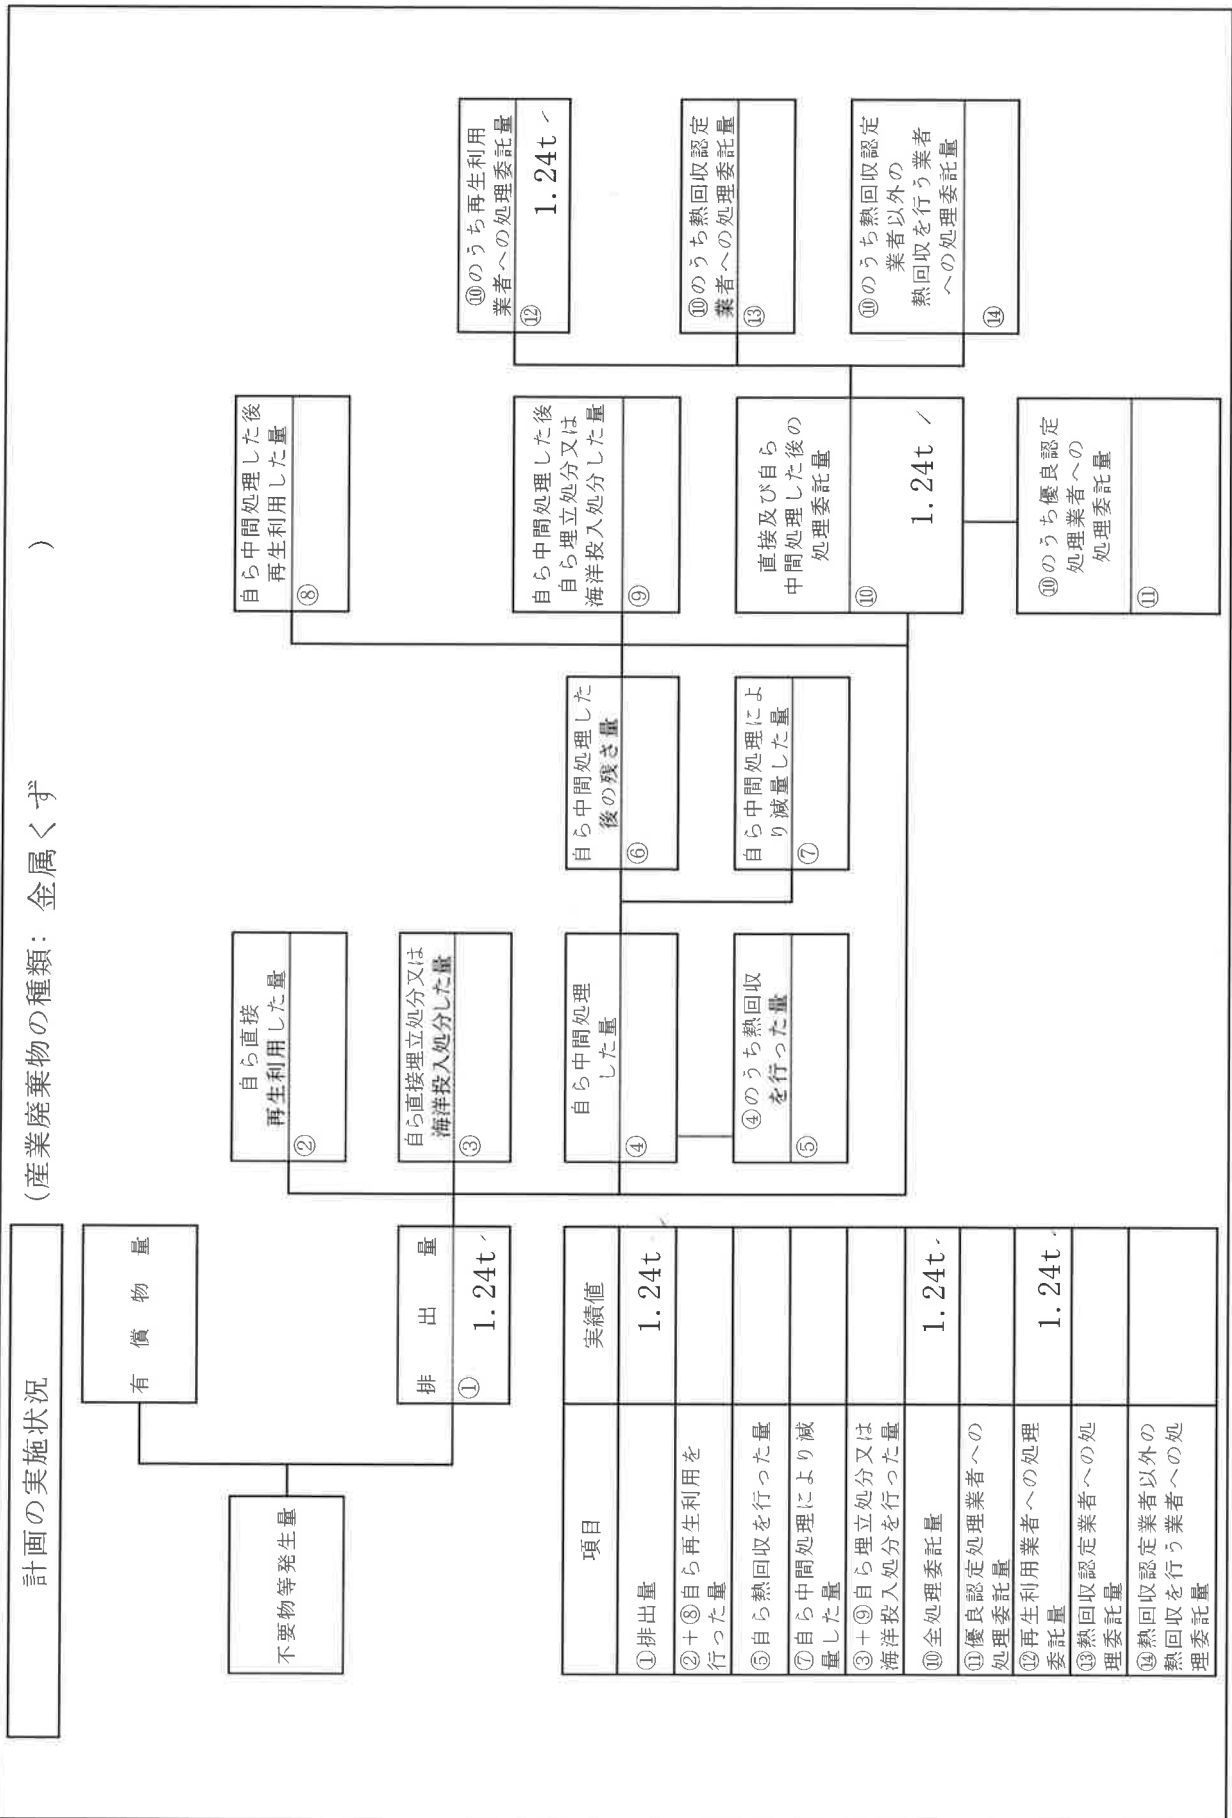 計画の実施状況
(産業廃棄物の種類： 金属くず )
不要物等発生量
有償物量
排出量
① 1.24t
自ら直接
再生利用した量
②
自ら直接埋立処分又は
海洋投入処分した量
③
自ら中間処理
した量
④
④のうち熱回収
を行った量
⑤
自ら中間処理した
後の残さ量
⑥
自ら中間処理によ
り減量した量
⑦
自ら中間処理した後
再生利用した量
⑧
自ら中間処理した後
自ら埋立処分又は
海洋投入処分した量
⑨
直接及び自ら
中間処理した後の
処理委託量
⑩ 1.24t
⑩のうち優良認定
処理業者への
処理委託量
⑪
⑩のうち再生利用
業者への処理委託量
⑫ 1.24t
⑩のうち熱回収認定
業者への処理委託量
⑬
⑩のうち熱回収認定
業者以外の
熱回収を行う業者
への処理委託量
⑭
項目 実績値
①排出量 1.24t
②＋⑧自ら再生利用を
行った量
⑤自ら熱回収を行った量
⑦自ら中間処理により減
量した量
③＋⑨自ら埋立処分又は
海洋投入処分を行った量
⑩全処理委託量 1.24t
⑪優良認定処理業者への
処理委託量
⑫再生利用業者への処理
委託量 1.24t
⑬熱回収認定業者への処
理委託量
⑭熱回収認定業者以外の
熱回収を行う業者への処
理委託量